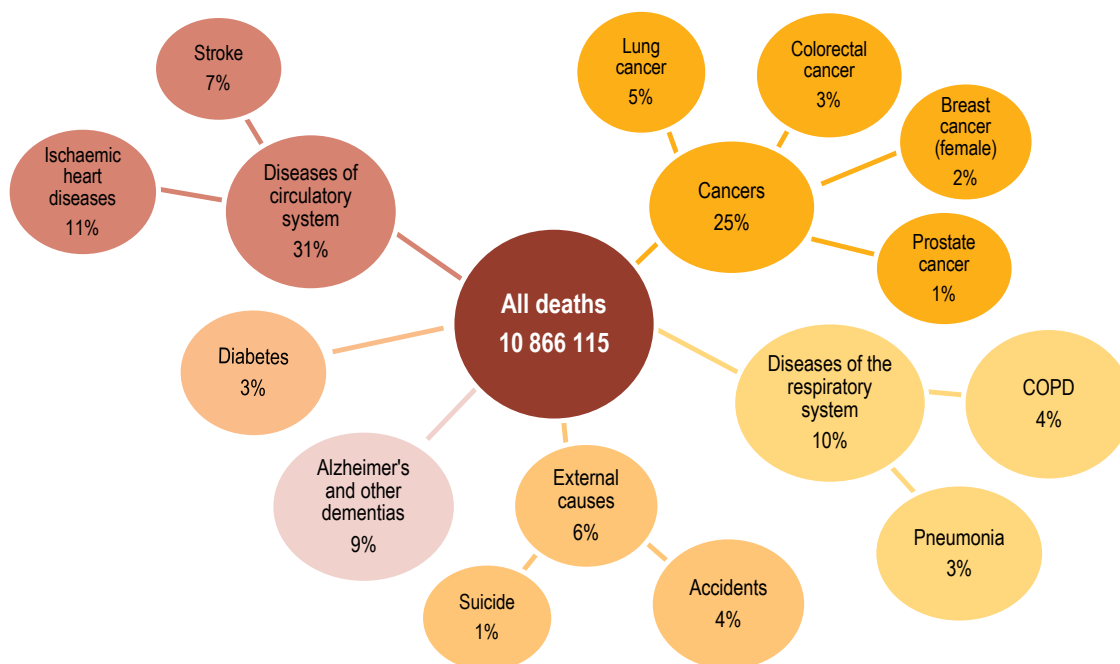 Stroke
7%
Ischaemic
heart
diseases
11%
Diseases of
circulatory
system
31%
Lung
cancer
5%
Colorectal
cancer
3%
Breast
cancer
(female)
2%
Cancers
25%
Prostate
cancer
1%
All deaths
10 866 115
Diabetes
3%
Diseases of the
respiratory
system
10%
COPD
4%
Alzheimer's
and other
dementias
9%
External
causes
6%
Pneumonia
3%
Suicide
1%
Accidents
4%